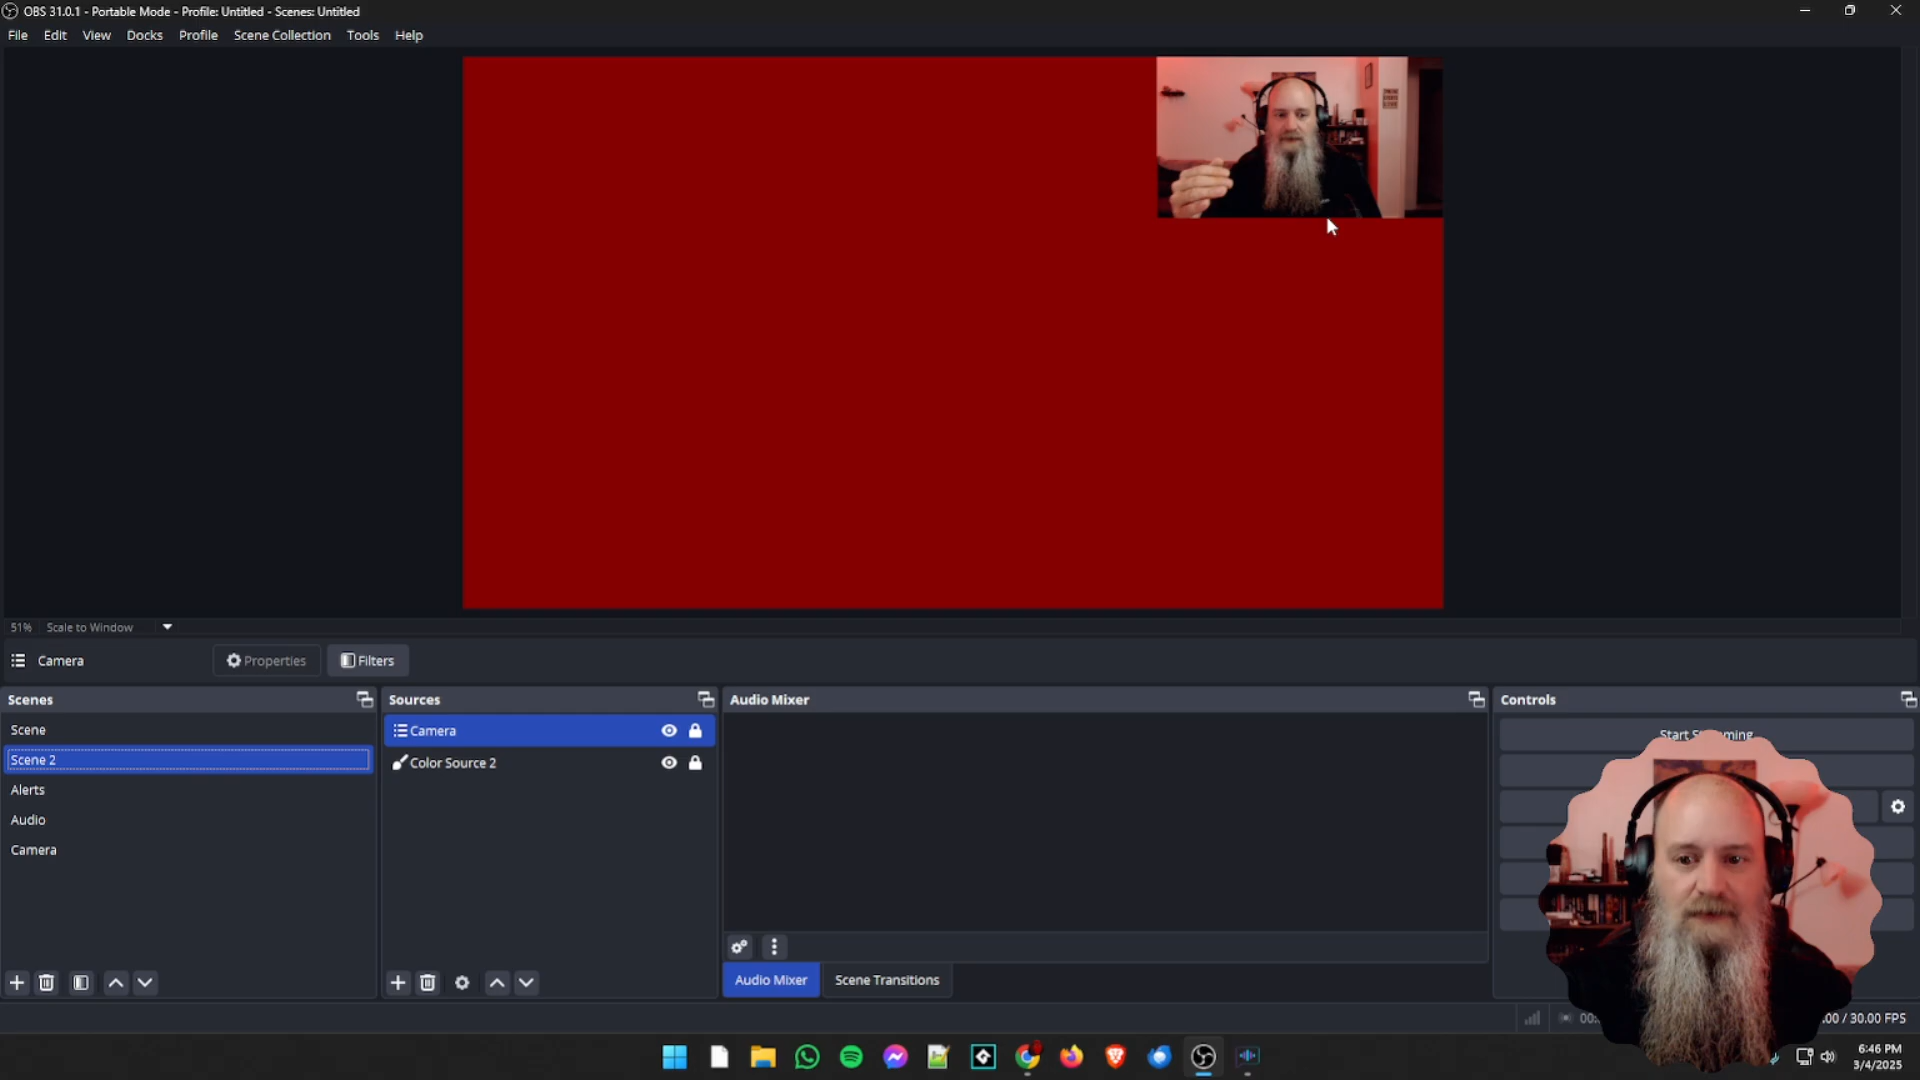 OBS 31.0.1 - Portable Mode - Profile: Untitled - Scenes: Untitled
File Edit View Docks Profile Scene Collection Tools Help
51% Scale to Window
Camera Properties Filters
Scenes Sources Audio Mixer Controls
Scene
Scene 2
Alerts
Audio
Camera
Camera
Color Source 2
Audio Mixer Scene Transitions
Start
00 / 30.00 FPS
6:46 PM
3/4/2025